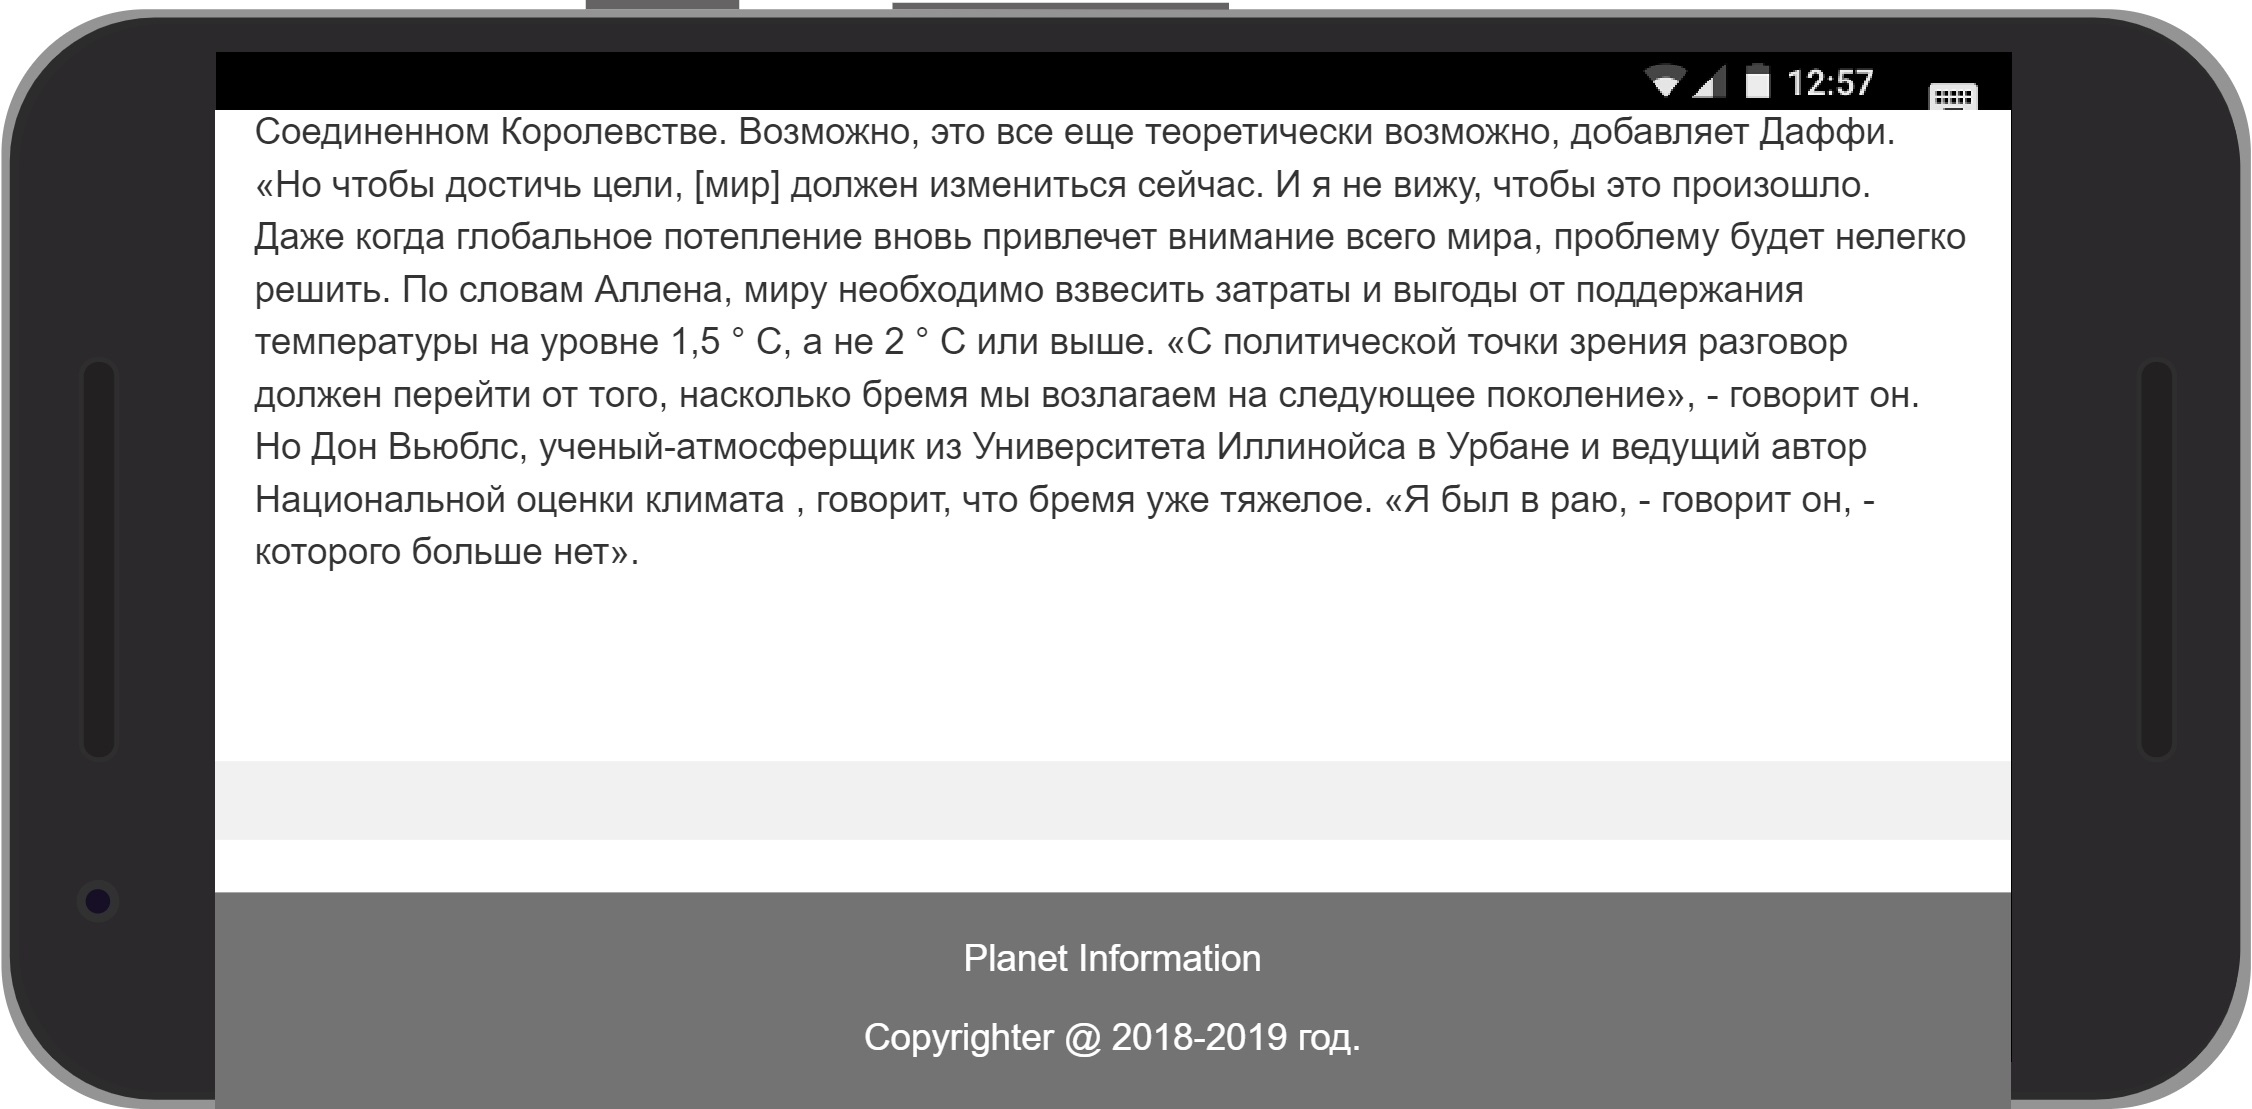 12:57
Соединенном Королевстве. Возможно, это все еще теоретически возможно, добавляет Даффи.
«Но чтобы достичь цели, [мир] должен измениться сейчас. И я не вижу, чтобы это произошло.
Даже когда глобальное потепление вновь привлечет внимание всего мира, проблему будет нелегко
решить. По словам Аллена, миру необходимо взвесить затраты и выгоды от поддержания
температуры на уровне 1,5 ° C, а не 2 ° C или выше. «С политической точки зрения разговор
должен перейти от того, насколько бремя мы возлагаем на следующее поколение», - говорит он.
Но Дон Вьюблс, ученый-атмосферщик из Университета Иллинойса в Урбане и ведущий автор
Национальной оценки климата , говорит, что бремя уже тяжелое. «Я был в раю, - говорит он, -
которого больше нет».
Planet Information
Copyrighter @ 2018-2019 год.